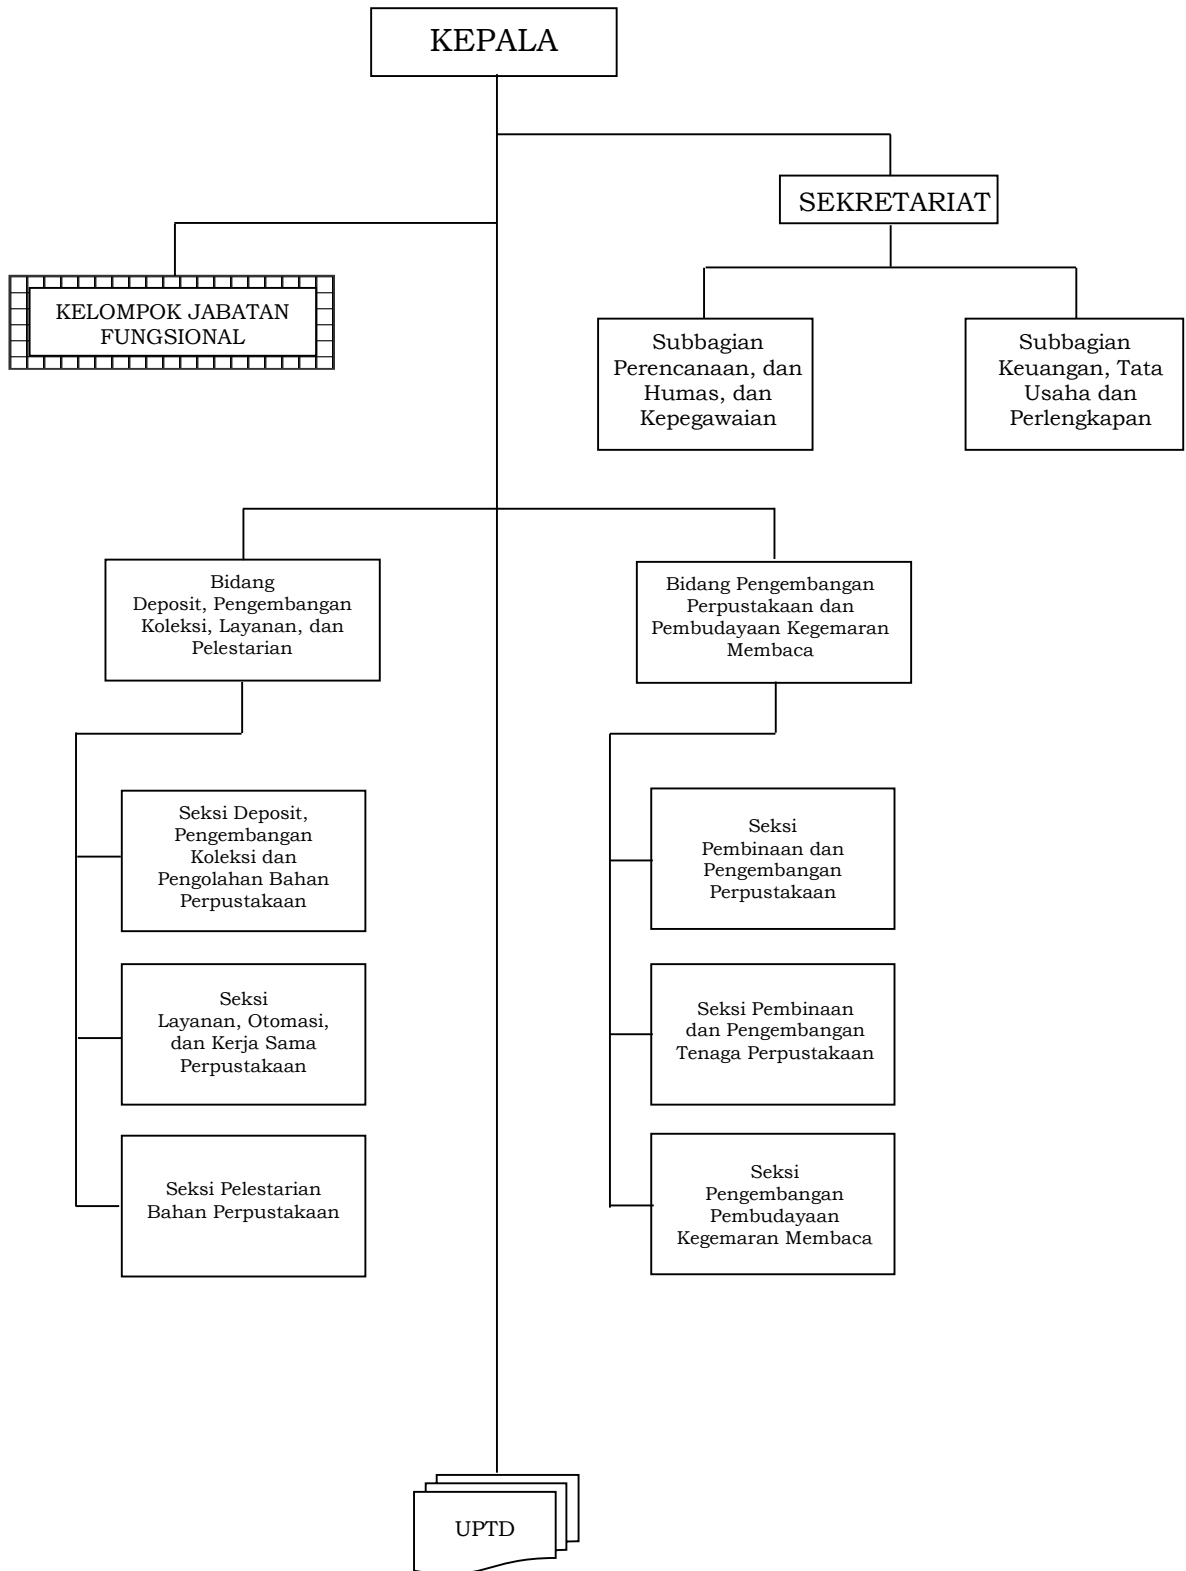 KEPALA
SEKRETARIAT
KELOMPOK JABATAN
FUNGSIONAL
Subbagian
Perencanaan, dan
Humas, dan
Kepegawaian
Subbagian
Keuangan, Tata
Usaha dan
Perlengkapan
Bidang
Deposit, Pengembangan
Koleksi, Layanan, dan
Pelestarian
Bidang Pengembangan
Perpustakaan dan
Pembudayaan Kegemaran
Membaca
Seksi Deposit,
Pengembangan
Koleksi dan
Pengolahan Bahan
Perpustakaan
Seksi
Pembinaan dan
Pengembangan
Perpustakaan
Seksi
Layanan, Otomasi,
dan Kerja Sama
Perpustakaan
Seksi Pembinaan
dan Pengembangan
Tenaga Perpustakaan
Seksi Pelestarian
Bahan Perpustakaan
Seksi
Pengembangan
Pembudayaan
Kegemaran Membaca
UPTD